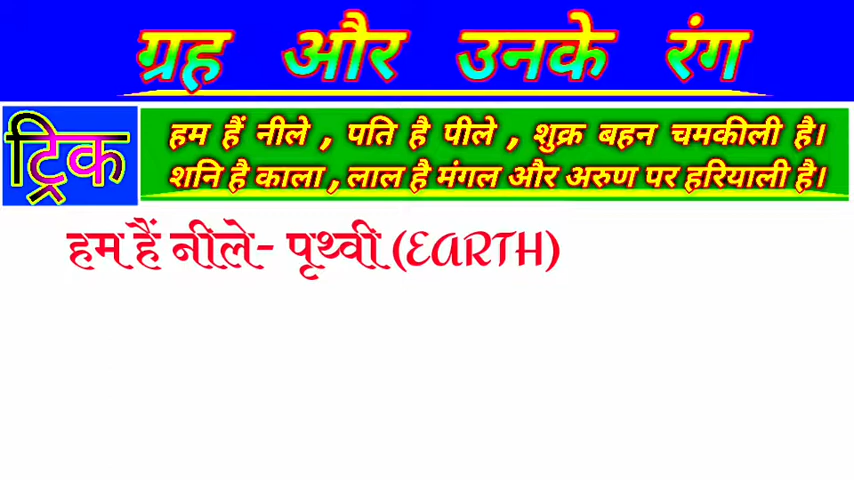 ग्रह और उनके रंग
ट्रिक
हम हैं नीले , पति है पीले , शुक्र बहन चमकीली है।
शनि है काला , लाल है मंगल और अरुण पर हरियाली है।
हम हैं नीले- पृथ्वी (EARTH)